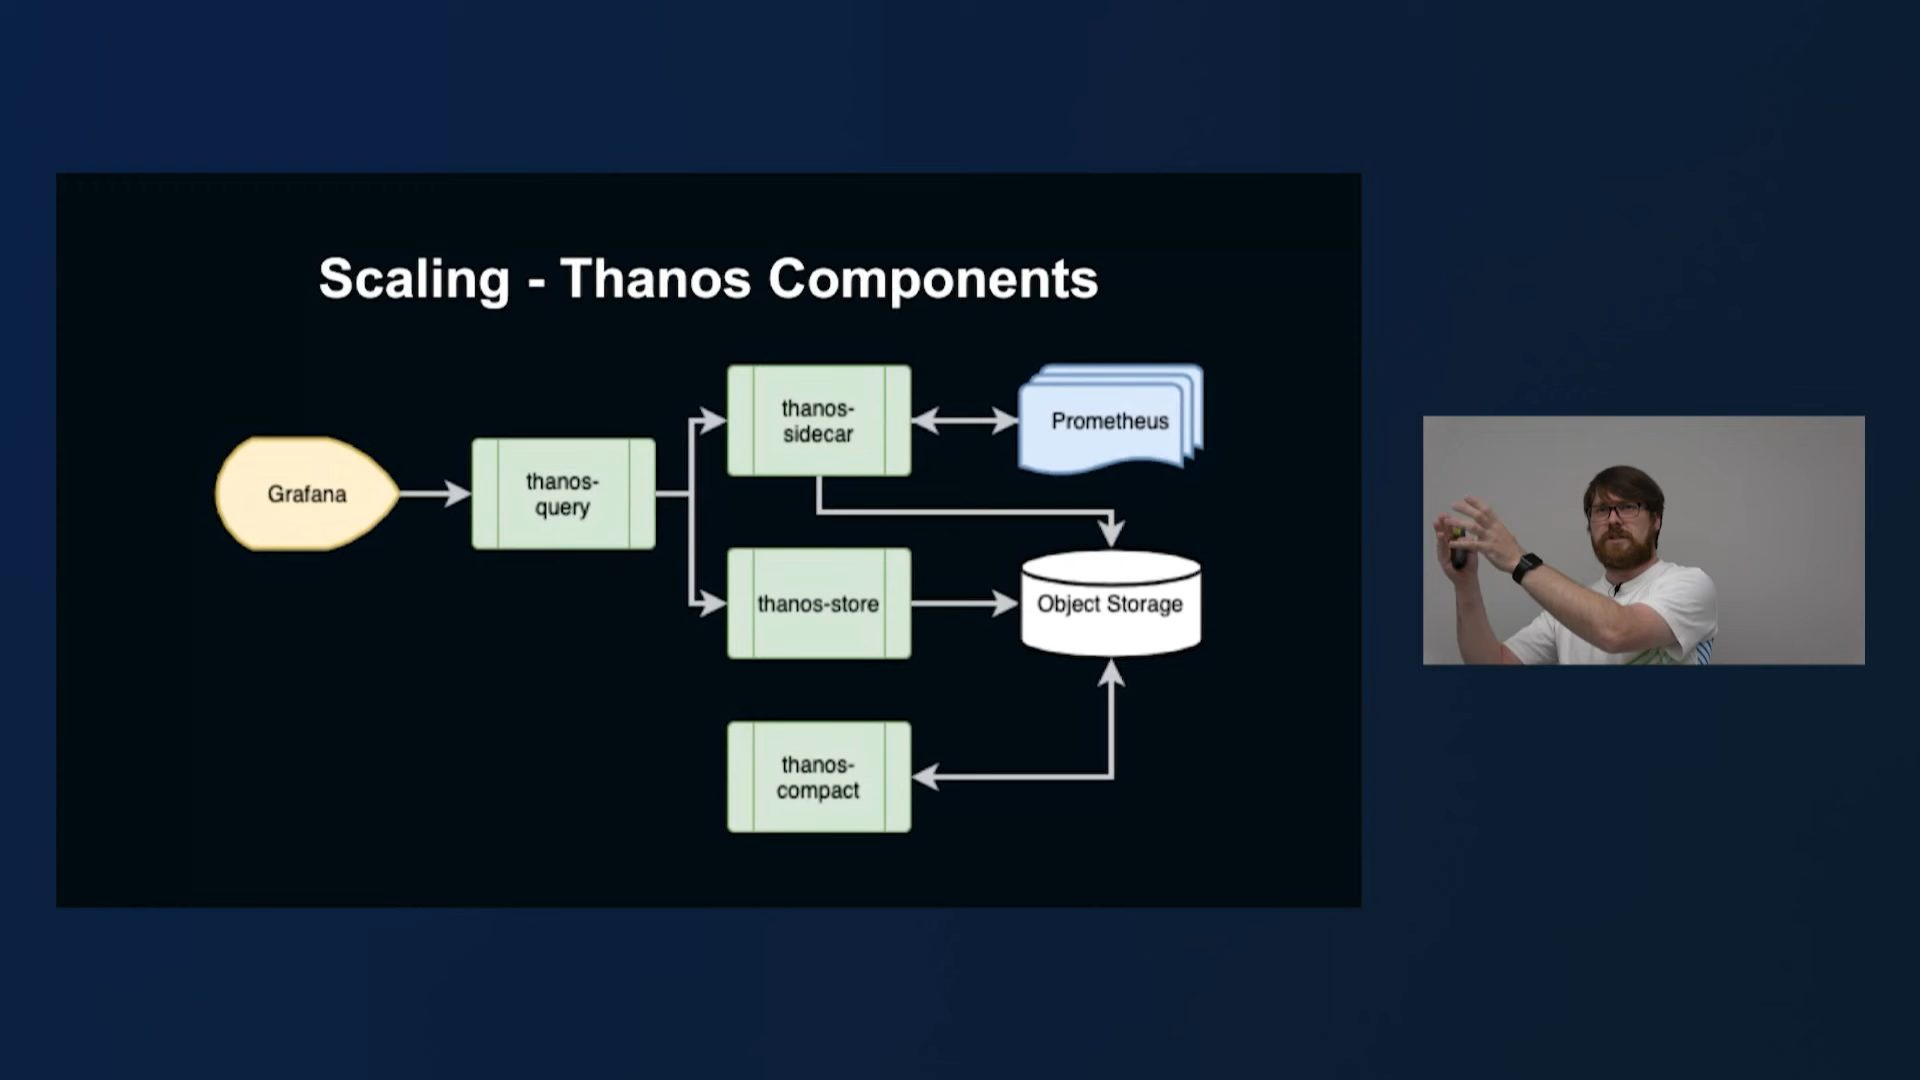 Scaling - Thanos Components
thanos-
sidecar
Prometheus
Grafana
thanos-
query
thanos-store
Object Storage
thanos-
compact